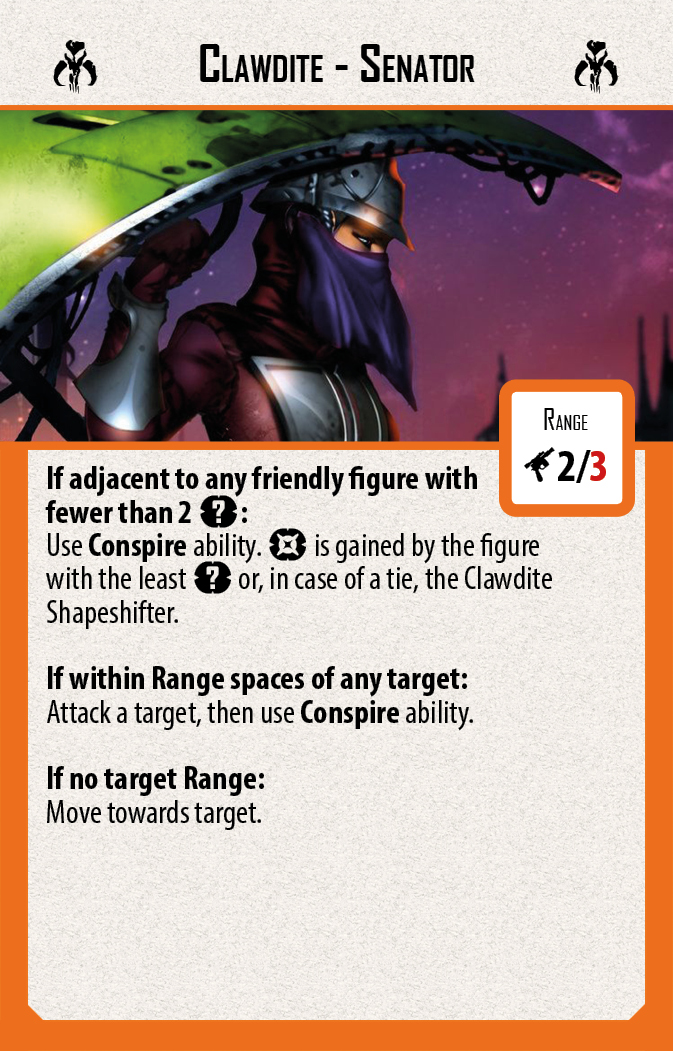 Clawdite - Senator
Range
2/3
If adjacent to any friendly figure with
fewer than 2 ?:
Use Conspire ability. is gained by the figure
with the least ? or, in case of a tie, the Clawdite
Shapeshifter.
If within Range spaces of any target:
Attack a target, then use Conspire ability.
If no target Range:
Move towards target.